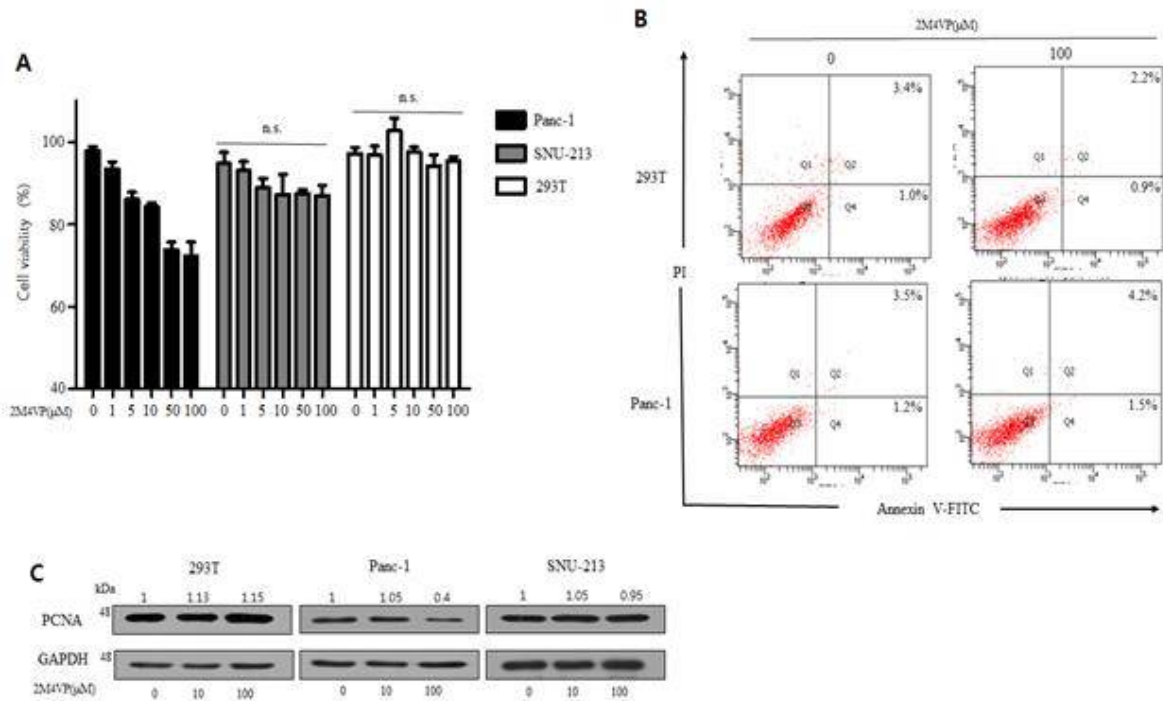 A
n.s.
n.s.
Panc-1
SNU-213
293T
100
80
60
40
Cell viability (%)
2M4VP(μM) 0 1 5 10 50 100 0 1 5 10 50 100 0 1 5 10 50 100
B
2M4VP(μM)
0 100
293T
3.4%
Q1 Q2
1.0%
Q4
2.2%
Q1 Q2
0.9%
Q3 Q4
PI
Panc-1
3.5%
Q1 Q2
1.2%
Q3 Q4
4.2%
Q1 Q2
1.5%
Q4
Annexin V-FITC
C
293T Panc-1 SNU-213
kDa
1 1.13 1.15 1 1.05 0.4 1 1.05 0.95
PCNA 48
GAPDH 48
2M4VP(μM) 0 10 100 0 10 100 0 10 100